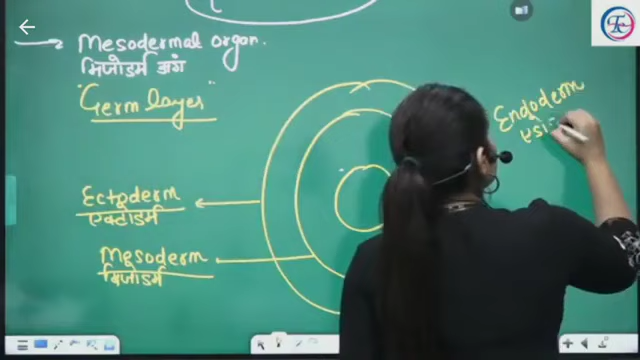 Mesodermal organ.
मिजोडर्म अंग
"Germ layer"
Ectoderm
एक्टोडर्म
Mesoderm
मिजोडर्म
Endoderm